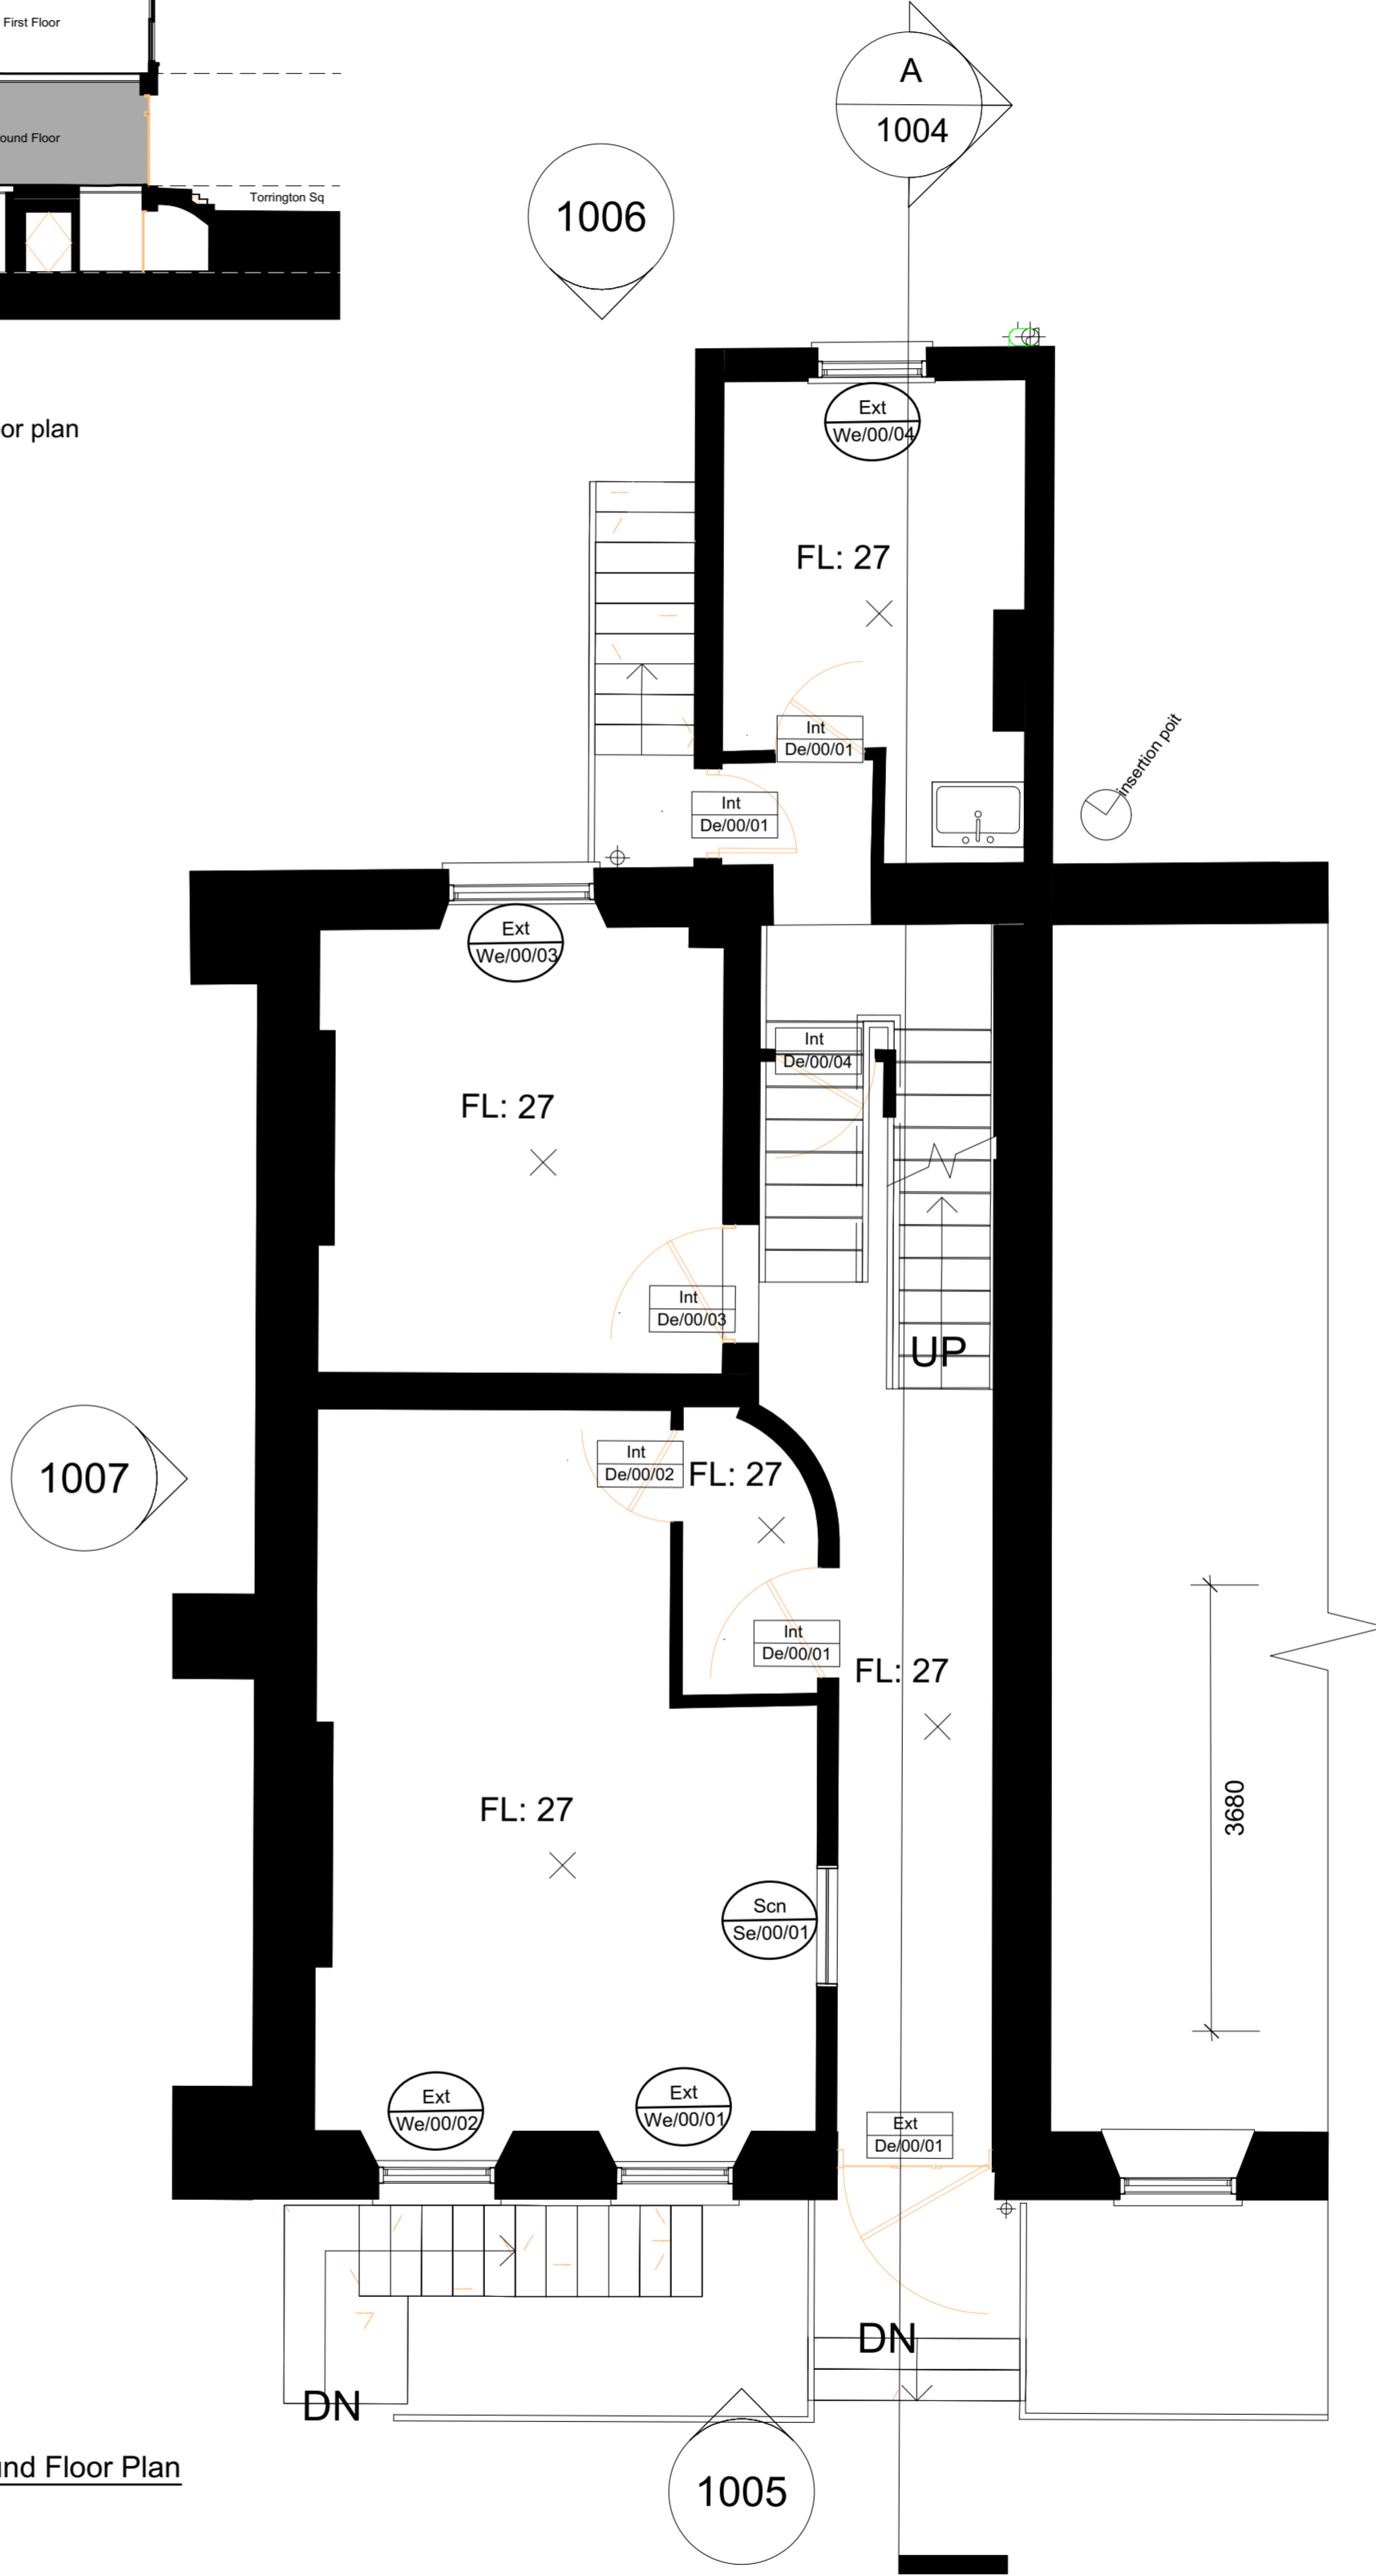 First Floor
A
1004
ound Floor
Torrington Sq
1006
or plan
Ext
We/00/04
FL: 27
Int
De/00/01
insertion poit
Int
De/00/01
Ext
We/00/03
Int
De/00/04
FL: 27
Int
De/00/03
UP
1007
Int
De/00/02
FL: 27
Int
De/00/01
FL: 27
FL: 27
3680
Scn
Se/00/01
Ext
We/00/02
Ext
We/00/01
Ext
De/00/01
DN
DN
und Floor Plan
1005